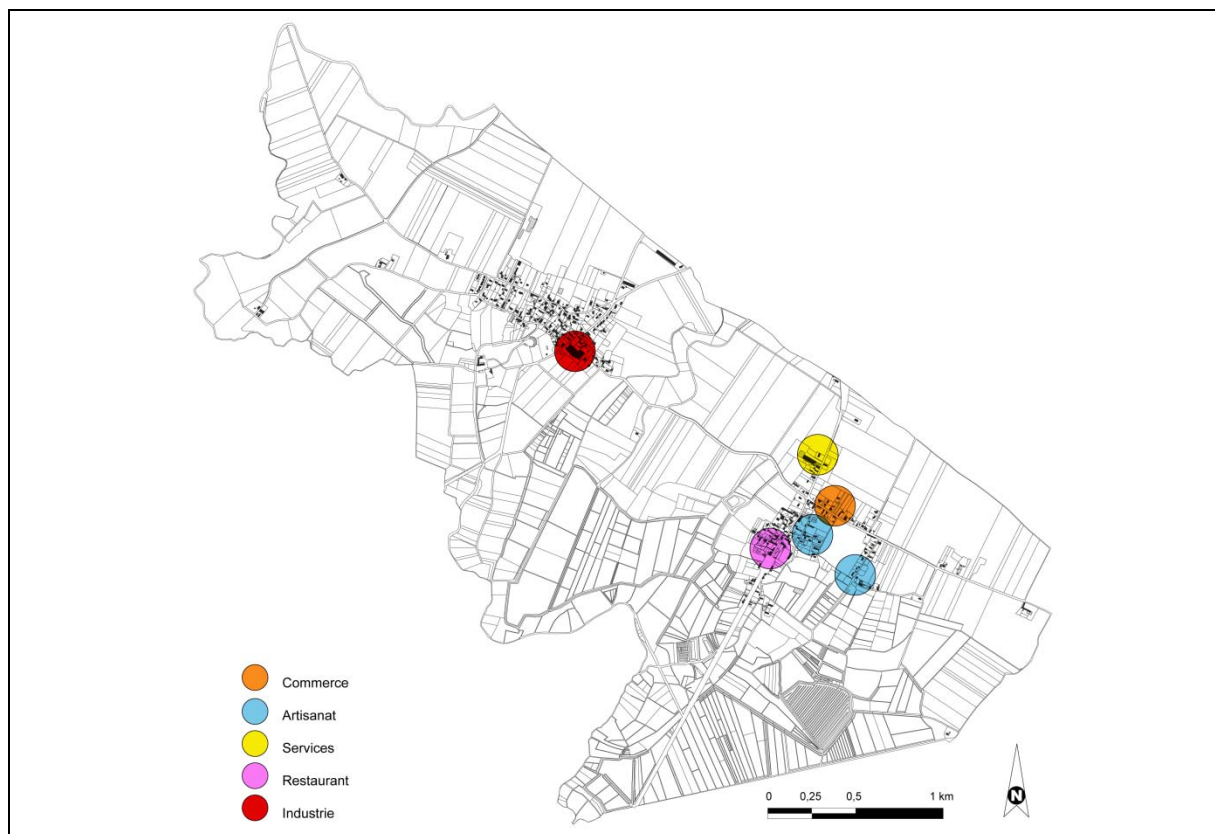 Commerce
Artisanat
Services
Restaurant
Industrie
0 0,25 0,5 1 km
N